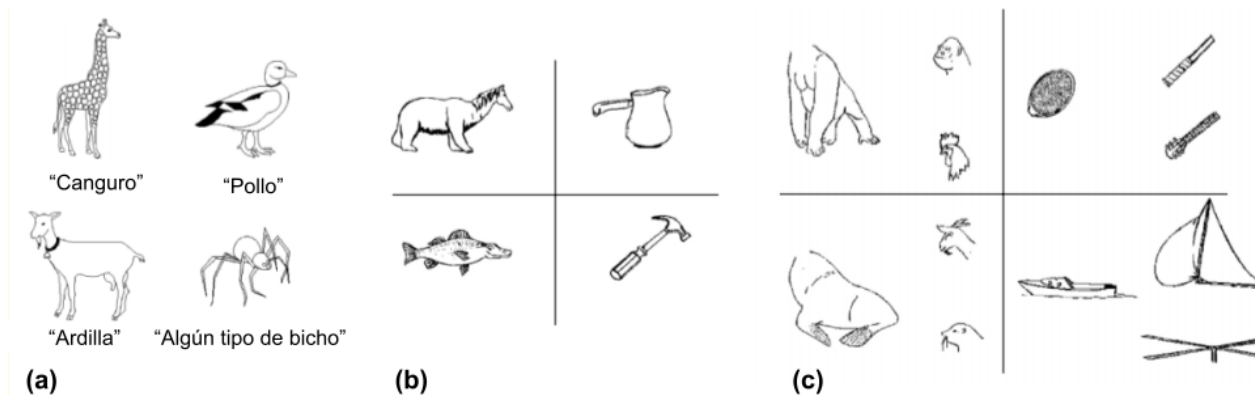 “Canguro” “Pollo”
“Ardilla” “Algún tipo de bicho”
(a) (b) (c)